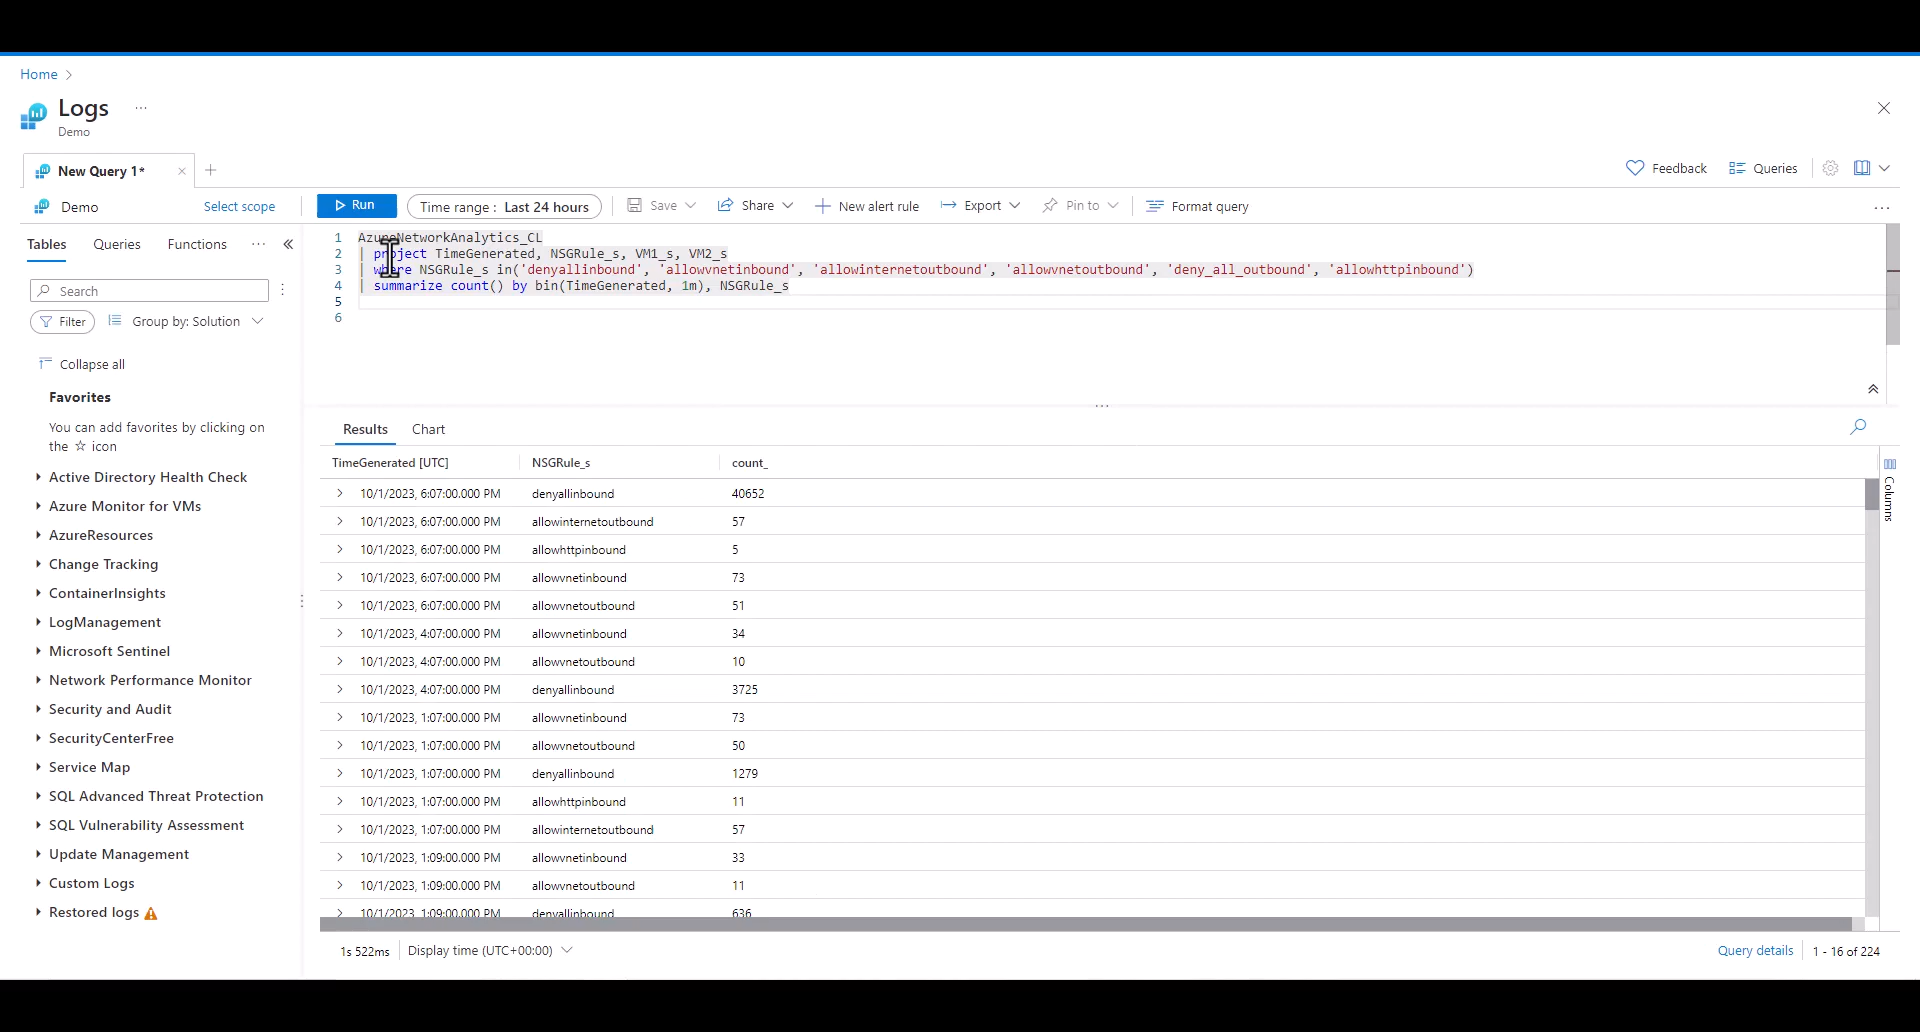 Home >
Logs ...
Demo
New Query 1*
Feedback
Queries
Demo
Select scope
Run
Time range : Last 24 hours
Save
Share
New alert rule
Export
Pin to
Format query
...
Tables
Queries
Functions
...
Search
Filter
Group by: Solution
Collapse all
Favorites
You can add favorites by clicking on
the ☆ icon
Active Directory Health Check
Azure Monitor for VMs
AzureResources
Change Tracking
ContainerInsights
LogManagement
Microsoft Sentinel
Network Performance Monitor
Security and Audit
SecurityCenterFree
Service Map
SQL Advanced Threat Protection
SQL Vulnerability Assessment
Update Management
Custom Logs
Restored logs
1 AzureNetworkAnalytics_CL
2 | project TimeGenerated, NSGRule_s, VM1_s, VM2_s
3 | where NSGRule_s in('denyallinbound', 'allowvnetinbound', 'allowinternetoutbound', 'allowvnetoutbound', 'deny_all_outbound', 'allowhttpinbound')
4 | summarize count() by bin(TimeGenerated, 1m), NSGRule_s
5
6
Results Chart
TimeGenerated [UTC] NSGRule_s count_
10/1/2023, 6:07:00.000 PM denyallinbound 40652
10/1/2023, 6:07:00.000 PM allowinternetoutbound 57
10/1/2023, 6:07:00.000 PM allowhttpinbound 5
10/1/2023, 6:07:00.000 PM allowvnetinbound 73
10/1/2023, 6:07:00.000 PM allowvnetoutbound 51
10/1/2023, 4:07:00.000 PM allowvnetinbound 34
10/1/2023, 4:07:00.000 PM allowvnetoutbound 10
10/1/2023, 4:07:00.000 PM denyallinbound 3725
10/1/2023, 1:07:00.000 PM allowvnetinbound 73
10/1/2023, 1:07:00.000 PM allowvnetoutbound 50
10/1/2023, 1:07:00.000 PM denyallinbound 1279
10/1/2023, 1:07:00.000 PM allowhttpinbound 11
10/1/2023, 1:07:00.000 PM allowinternetoutbound 57
10/1/2023, 1:09:00.000 PM allowvnetinbound 33
10/1/2023, 1:09:00.000 PM allowvnetoutbound 11
10/1/2023, 1:09:00.000 PM denyallinbound 636
Columns
1s 522ms
Display time (UTC+00:00)
Query details
1 - 16 of 224